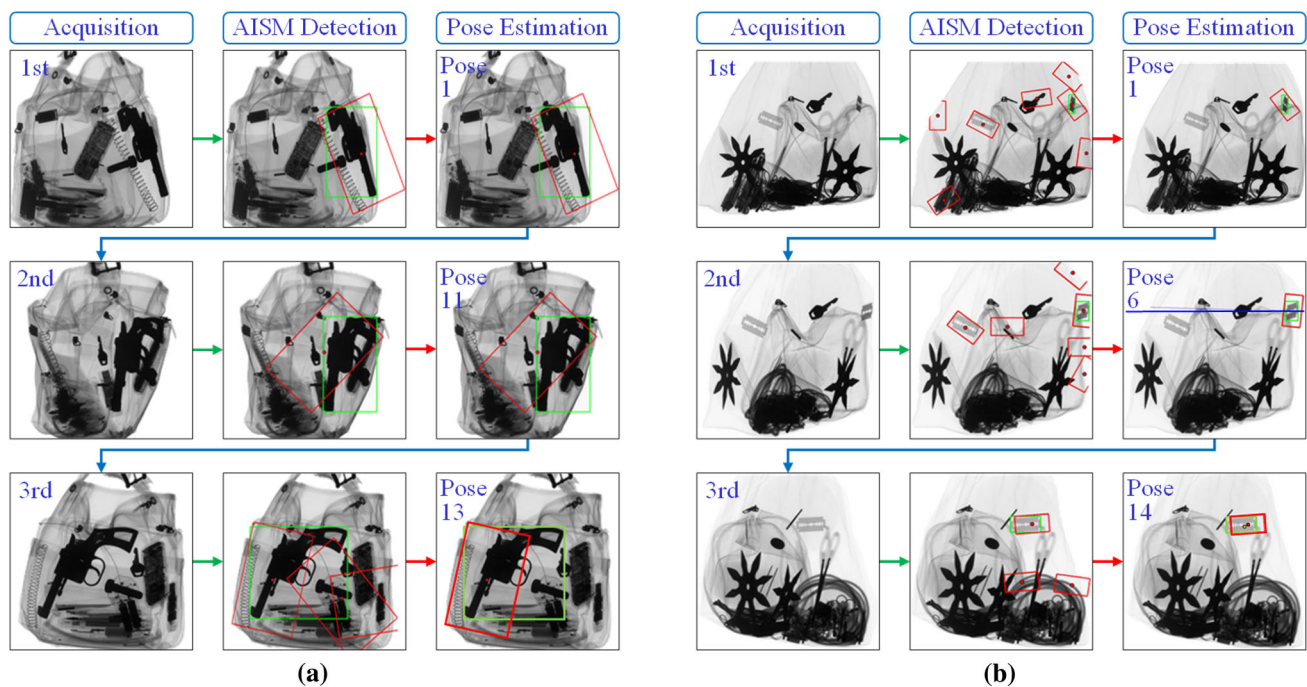 Acquisition AISM Detection Pose Estimation
1st
Pose
1
2nd
Pose
11
3rd
Pose
13
(a)
Acquisition AISM Detection Pose Estimation
1st
Pose
1
2nd
Pose
6
3rd
Pose
14
(b)